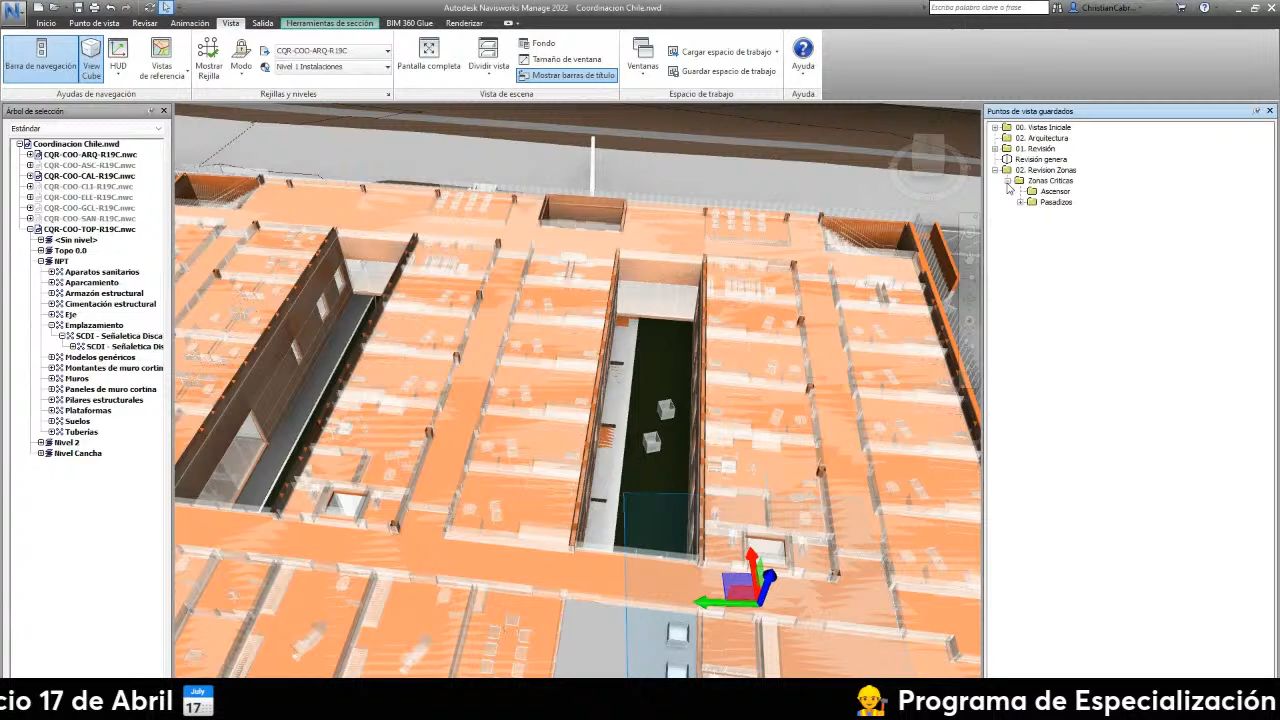 Autodesk Navisworks Manage 2022 Coordinacion Chile.nwd
Escriba palabra clave o frase
ChristianCabr...
Inicio Punto de vista Revisar Animación Vista Salida Herramientas de sección BIM 360 Glue Renderizar
Barra de navegación
View Cube
HUD
Vistas de referencia
Mostrar Rejilla
Modo
CQR-COO-ARQ-R19C
Nivel 1 Instalaciones
Pantalla completa
Dividir vista
Fondo
Tamaño de ventana
Mostrar barras de título
Ventanas
Cargar espacio de trabajo
Guardar espacio de trabajo
Ayuda
Ayudas de navegación
Rejillas y niveles
Vista de escena
Espacio de trabajo
Ayuda
Árbol de selección
Estándar
Coordinacion Chile.nwd
CQR-COO-ARQ-R19C.nwc
CQR-COO-ASC-R19C.nwc
CQR-COO-CAL-R19C.nwc
CQR-COO-CLI-R19C.nwc
CQR-COO-ELE-R19C.nwc
CQR-COO-GCL-R19C.nwc
CQR-COO-SAN-R19C.nwc
CQR-COO-TOP-R19C.nwc
<Sin nivel>
Topo 0.0
NPT
Aparatos sanitarios
Aparcamiento
Armazón estructural
Cimentación estructural
Eje
Emplazamiento
SCDI - Señaletica Disca
SCDI - Señaletica Dis
Modelos genéricos
Montantes de muro cortina
Muros
Paneles de muro cortina
Pilares estructurales
Plataformas
Suelos
Tuberías
Nivel 2
Nivel Cancha
Puntos de vista guardados
00. Vistas Iniciale
02. Arquitectura
01. Revisión
Revisión genera
02. Revision Zonas
Zonas Criticas
Ascensor
Pasadizos
cio 17 de Abril
July
17
Programa de Especialización